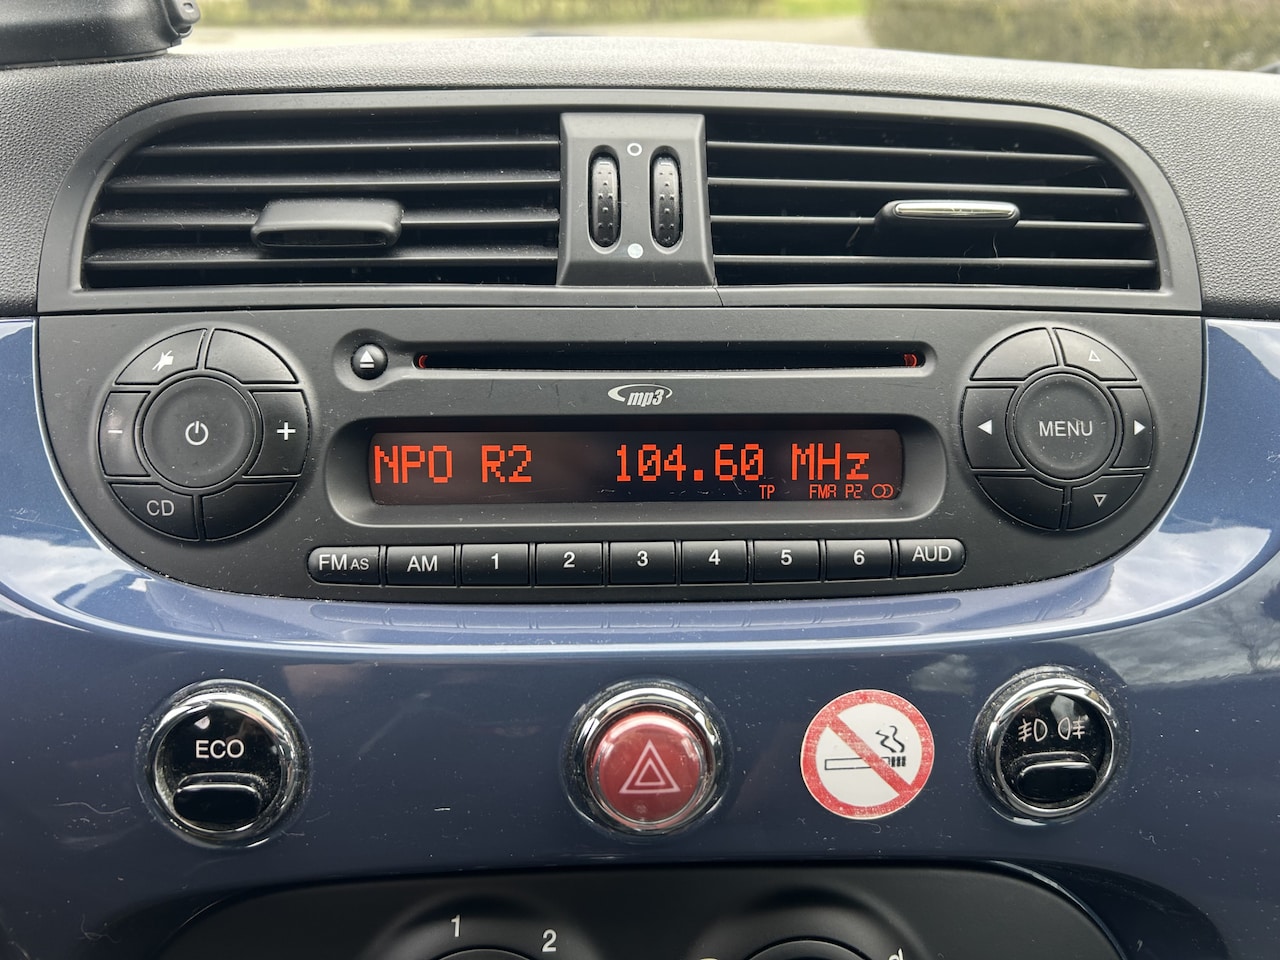 mp3
NPO R2 104.60 MHz
TP FMA P2
− +
MENU
CD
FM AS AM 1 2 3 4 5 6 AUD
ECO
1 2